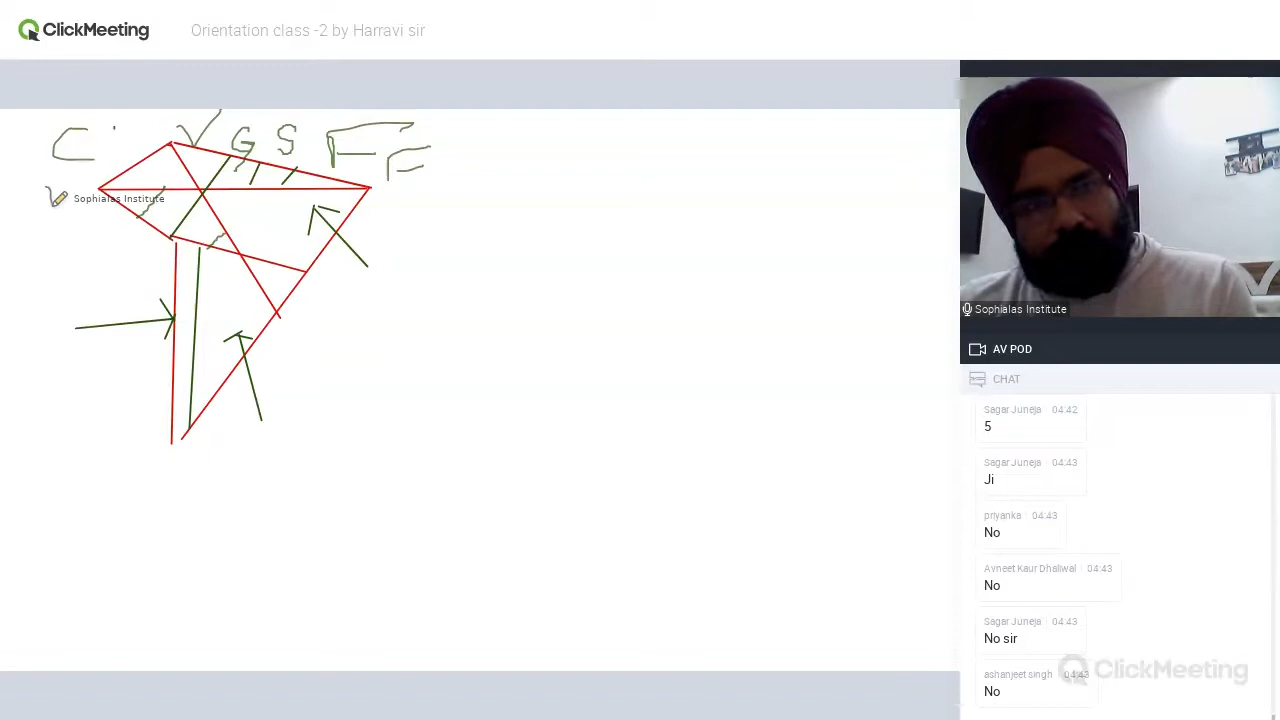 ClickMeeting
Orientation class -2 by Harravi sir
C V G S F
Sophialas Institute
Sophialas Institute
AV POD
CHAT
Sagar Juneja 04:42
5
Sagar Juneja 04:43
Ji
priyanka 04:43
No
Avneet Kaur Dhaliwal 04:43
No
Sagar Juneja 04:43
No sir
ashanjeet singh 04:43
No
ClickMeeting